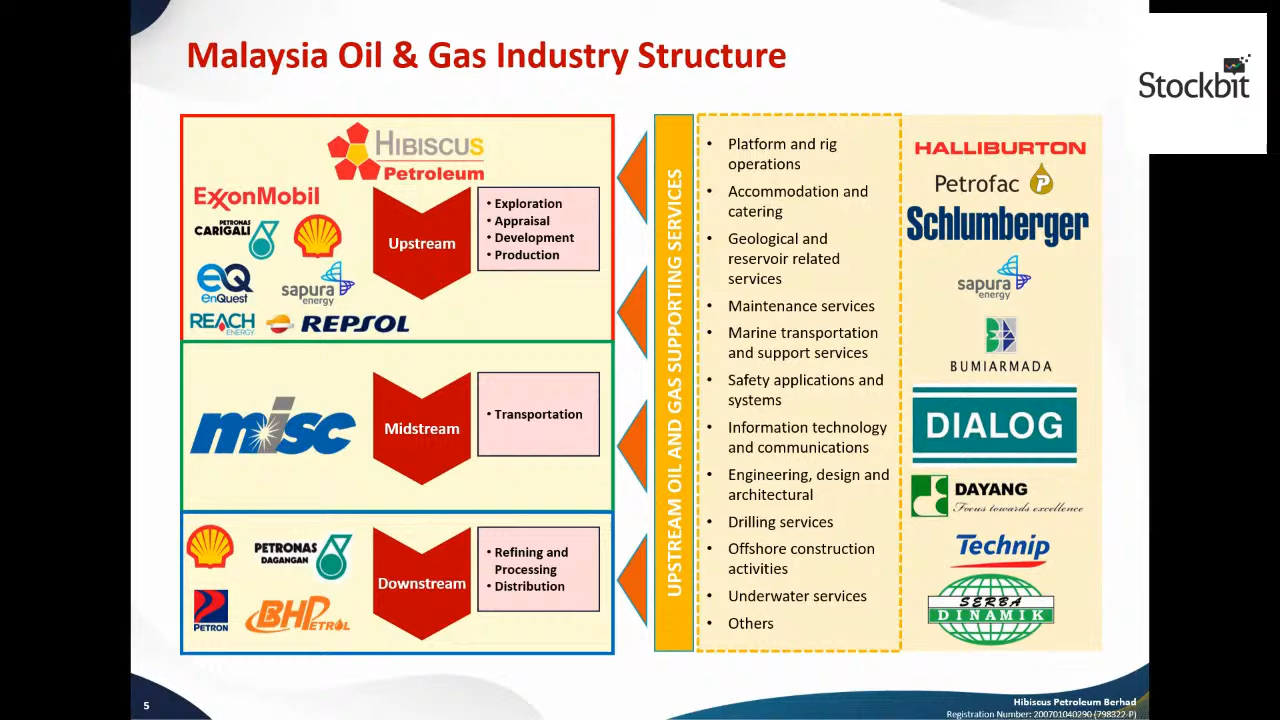 Malaysia Oil & Gas Industry Structure
Stockbit
HIBISCUS
Petroleum
ExxonMobil
PETRONAS
CARIGALI
eQ
enQuest
sapura
energy
REACH
ENERGY
REPSOL
Upstream
• Exploration
• Appraisal
• Development
• Production
misc
Midstream
• Transportation
PETRONAS
DAGANGAN
PETRON
BHPETROL
Downstream
• Refining and
Processing
• Distribution
UPSTREAM OIL AND GAS SUPPORTING SERVICES
• Platform and rig
operations
• Accommodation and
catering
• Geological and
reservoir related
services
• Maintenance services
• Marine transportation
and support services
• Safety applications and
systems
• Information technology
and communications
• Engineering, design and
architectural
• Drilling services
• Offshore construction
activities
• Underwater services
• Others
HALLIBURTON
Petrofac P
Schlumberger
sapura
energy
BUMIARMADA
DIALOG
DAYANG
Focus towards excellence
Technip
SERBA
DINAMIK
5
Hibiscus Petroleum Berhad
Registration Number: 200701040290 (798322-P)